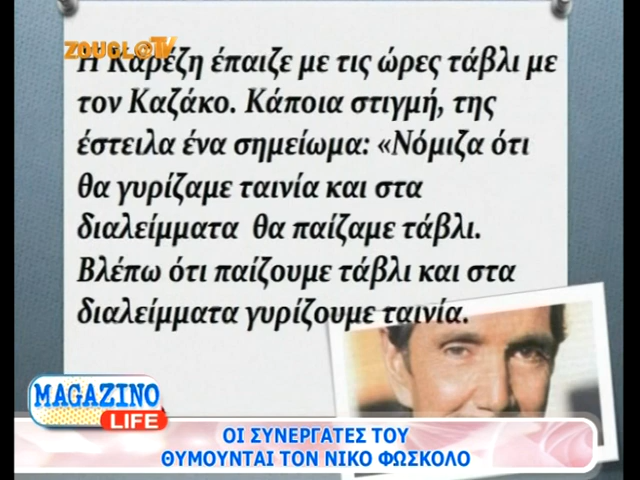 ZOUGL@TV
Η Καρέζη έπαιζε με τις ώρες τάβλι με
τον Καζάκο. Κάποια στιγμή, της
έστειλα ένα σημείωμα: «Νόμιζα ότι
θα γυρίζαμε ταινία και στα
διαλείμματα θα παίζαμε τάβλι.
Βλέπω ότι παίζουμε τάβλι και στα
διαλείμματα γυρίζουμε ταινία.
MAGAZINO
LIFE
ΟΙ ΣΥΝΕΡΓΑΤΕΣ ΤΟΥ
ΘΥΜΟΥΝΤΑΙ ΤΟΝ ΝΙΚΟ ΦΩΣΚΟΛΟ